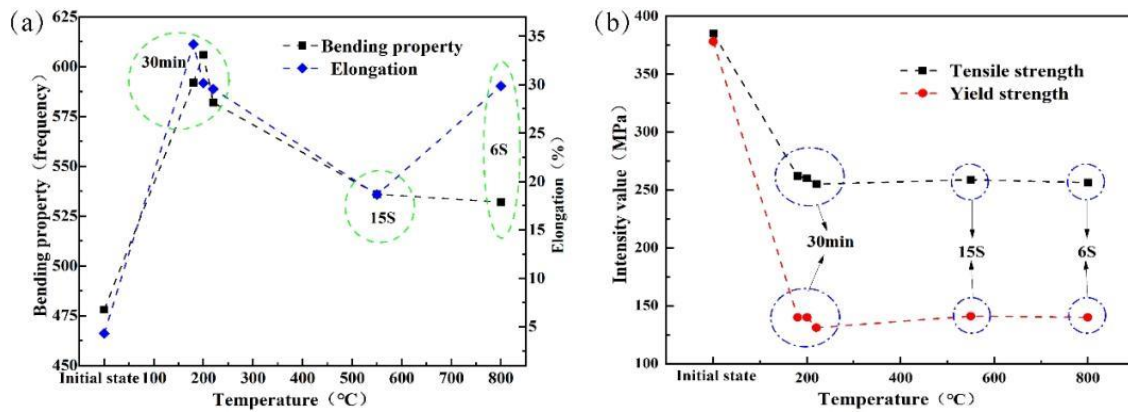 (a)
625
600
575
550
525
500
475
450
Bending property（frequency）
30min
Bending property
Elongation
15S
6S
35
30
25
20
15
10
5
Elongation（%）
Initial state 100 200 300 400 500 600 700 800
Temperature（°C）
(b)
400
350
300
250
200
150
100
Intensity value（MPa）
Tensile strength
Yield strength
30min
15S
6S
Initial state 200 400 600 800
Temperature（°C）